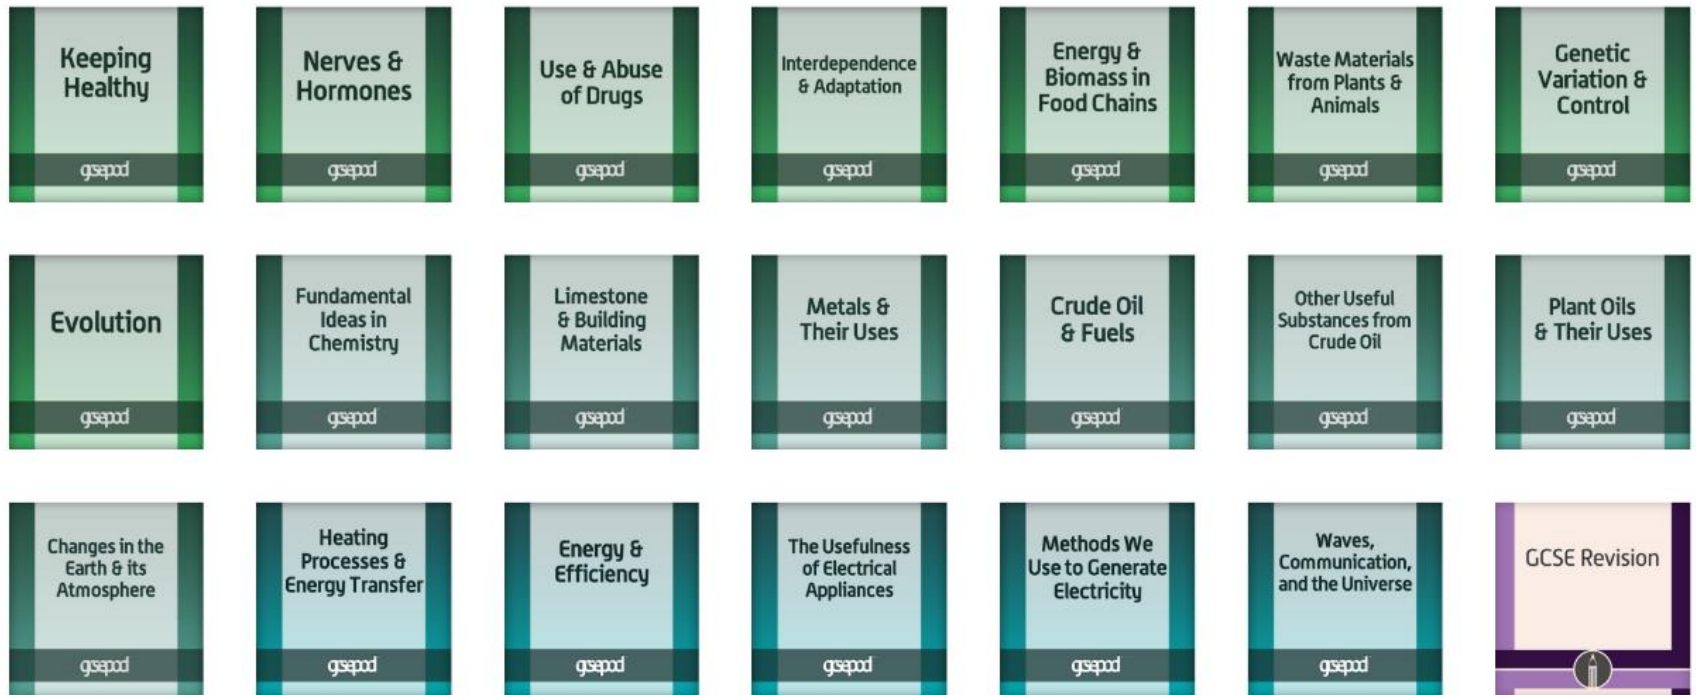 Keeping
Healthy
gcsepod
Nerves &
Hormones
gcsepod
Use & Abuse
of Drugs
gcsepod
Interdependence
& Adaptation
gcsepod
Energy &
Biomass in
Food Chains
gcsepod
Waste Materials
from Plants &
Animals
gcsepod
Genetic
Variation &
Control
gcsepod
Evolution
gcsepod
Fundamental
Ideas in
Chemistry
gcsepod
Limestone
& Building
Materials
gcsepod
Metals &
Their Uses
gcsepod
Crude Oil
& Fuels
gcsepod
Other Useful
Substances from
Crude Oil
gcsepod
Plant Oils
& Their Uses
gcsepod
Changes in the
Earth & its
Atmosphere
gcsepod
Heating
Processes &
Energy Transfer
gcsepod
Energy &
Efficiency
gcsepod
The Usefulness
of Electrical
Appliances
gcsepod
Methods We
Use to Generate
Electricity
gcsepod
Waves,
Communication,
and the Universe
gcsepod
GCSE Revision